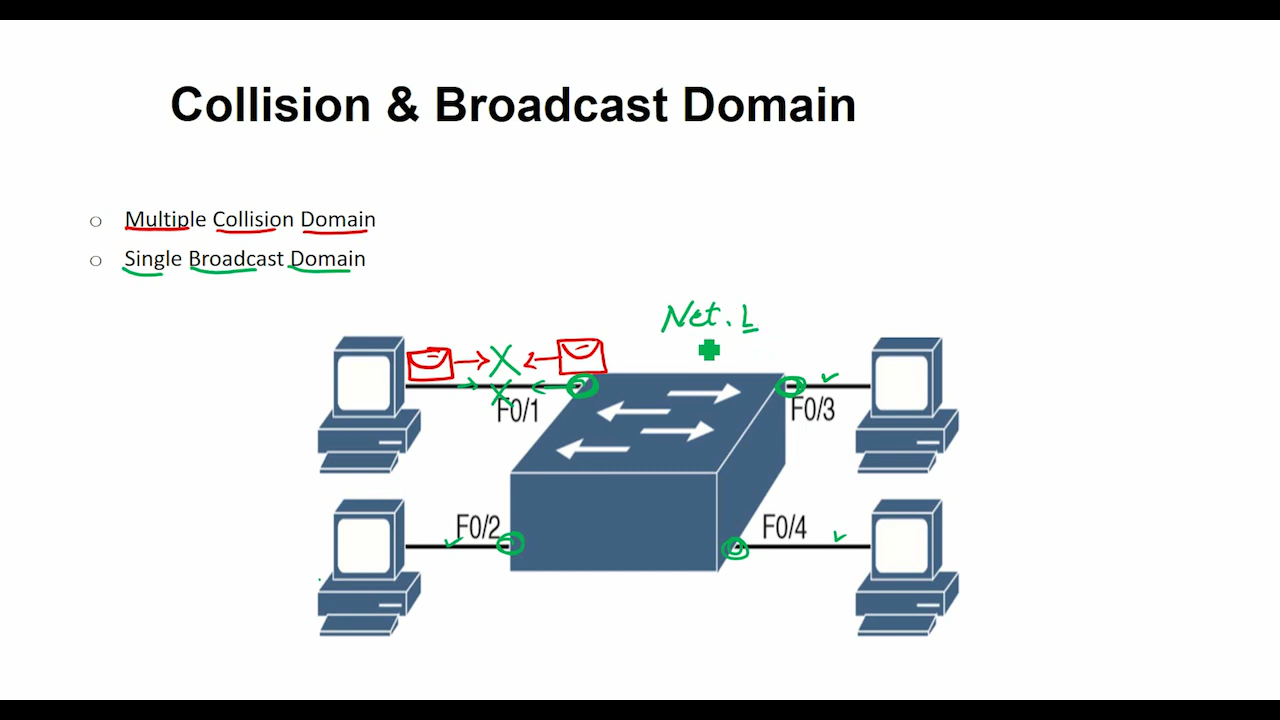 Collision & Broadcast Domain
Multiple Collision Domain
Single Broadcast Domain
Net. L
F0/1
F0/3
F0/2
F0/4